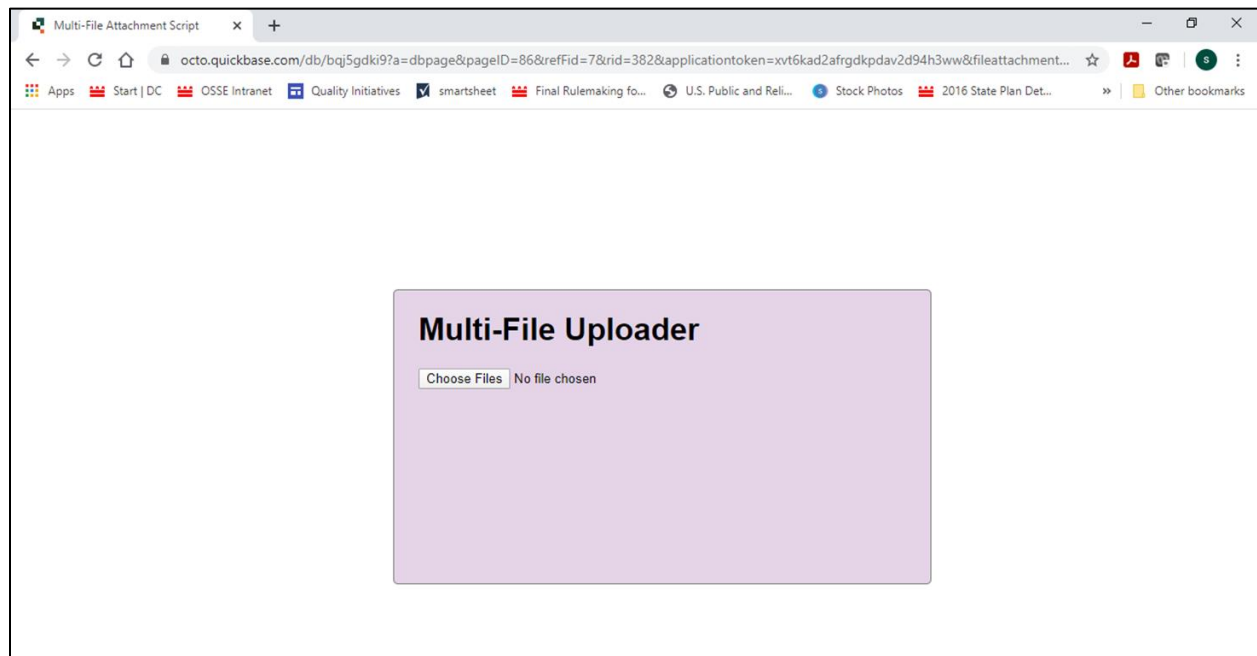 Multi-File Attachment Script
octo.quickbase.com/db/bqj5gdki9?a=dbpage&pageID=86&refFid=7&rid=382&applicationtoken=xvt6kad2afrgdkpdav2d94h3ww&fileattachment...
Apps Start | DC OSSE Intranet Quality Initiatives smartsheet Final Rulemaking fo... U.S. Public and Reli... Stock Photos 2016 State Plan Det... » Other bookmarks
Multi-File Uploader
Choose Files No file chosen